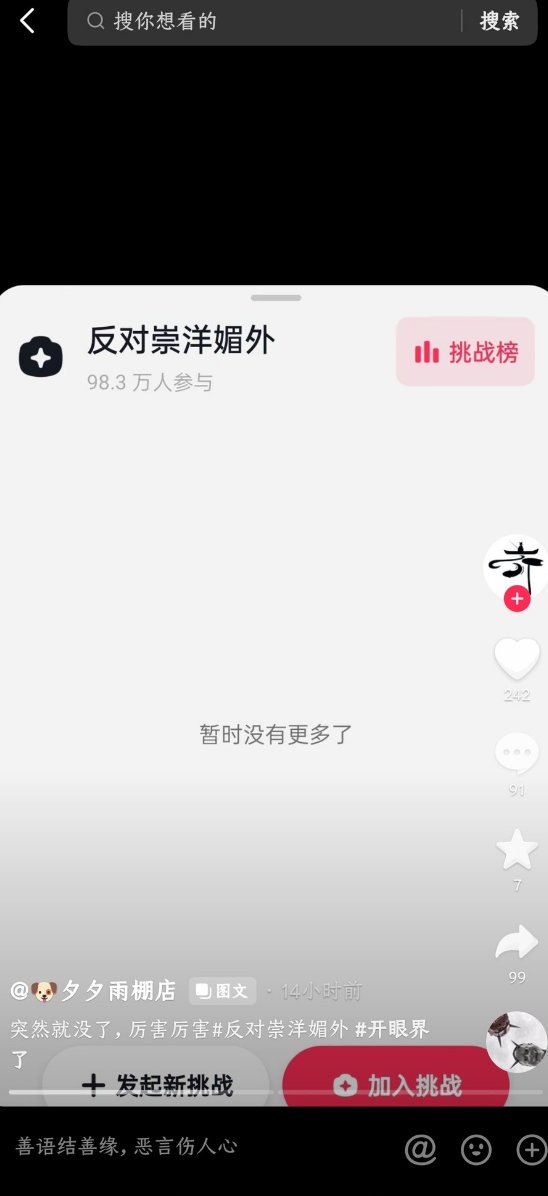 搜你想看的
搜索
反对崇洋媚外
98.3 万人参与
挑战榜
242
暂时没有更多了
91
7
99
@🐶夕夕雨棚店 图文 · 14小时前
突然就没了, 厉害厉害#反对崇洋媚外 #开眼界
了
发起新挑战
加入挑战
善语结善缘, 恶言伤人心